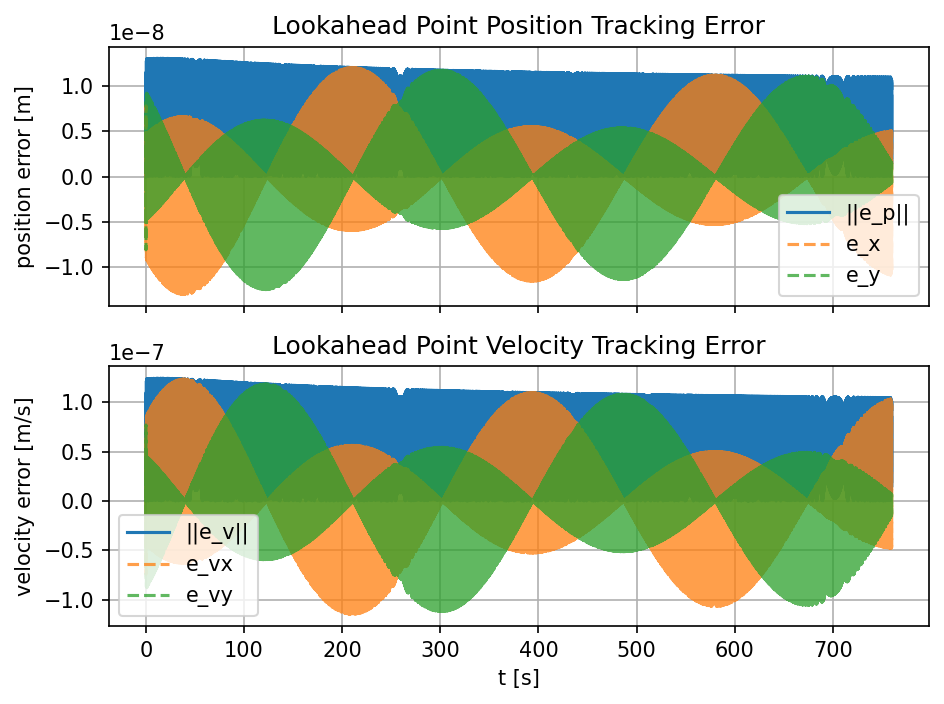 Lookahead Point Position Tracking Error
1e−8
position error [m]
1.0
0.5
0.0
−0.5
−1.0
||e_p||
e_x
e_y
Lookahead Point Velocity Tracking Error
1e−7
velocity error [m/s]
1.0
0.5
0.0
−0.5
−1.0
||e_v||
e_vx
e_vy
0 100 200 300 400 500 600 700
t [s]